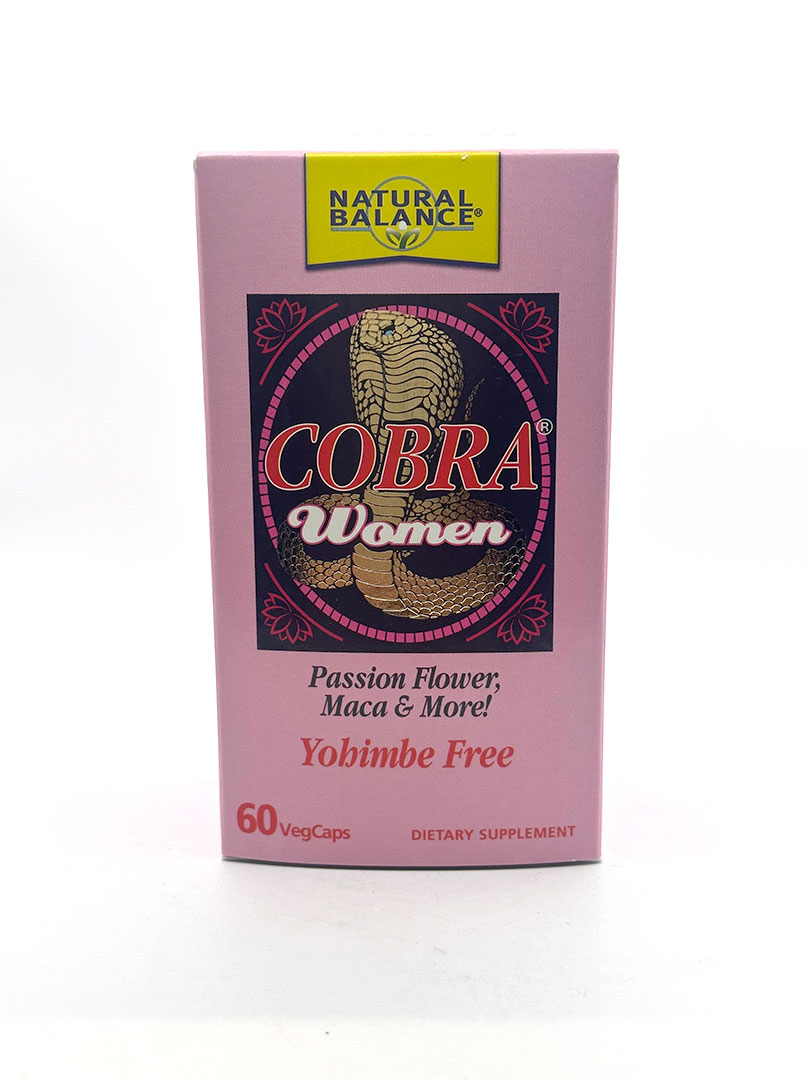 NATURAL
BALANCE®
COBRA®
Women
Passion Flower,
Maca & More!
Yohimbe Free
60 VegCaps
DIETARY SUPPLEMENT